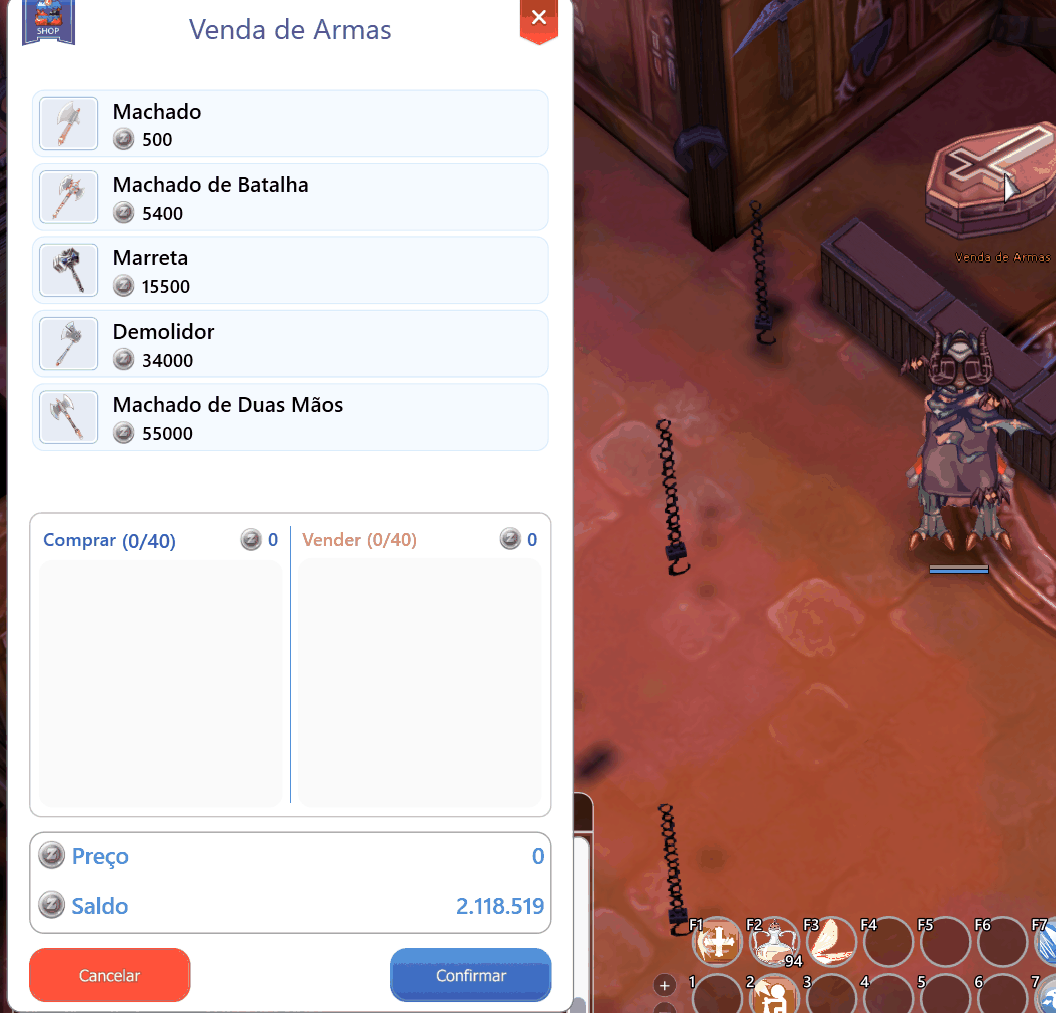 SHOP
Venda de Armas
Machado
500
Machado de Batalha
5400
Marreta
15500
Demolidor
34000
Machado de Duas Mãos
55000
Comprar (0/40)
0
Vender (0/40)
0
Preço
0
Saldo
2.118.519
Cancelar
Confirmar
Venda de Armas
F1 F2 F3 F4 F5 F6 F7
94
1 2 3 4 5 6 7